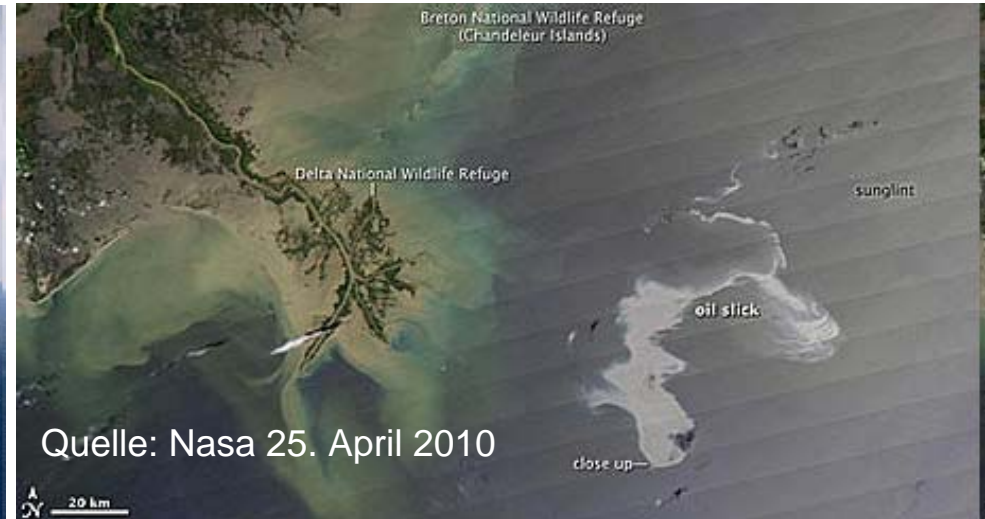 Breton National Wildlife Refuge
(Chandeleur Islands)
Delta National Wildlife Refuge
sunglint
oil slick
Quelle: Nasa 25. April 2010
close up
N
20 km